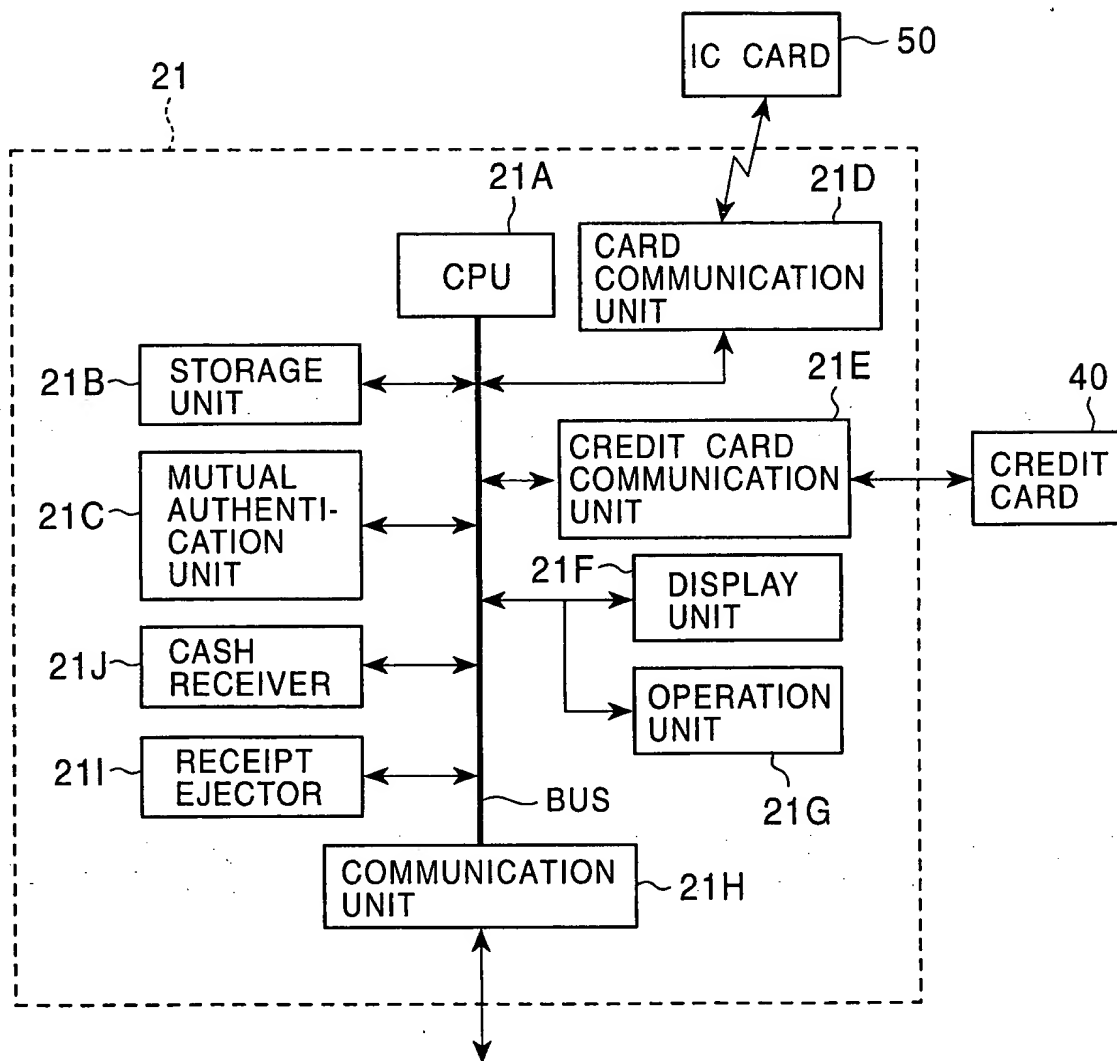 IC CARD
50
21
21A
21D
CPU
CARD
COMMUNICATION
UNIT
21B
STORAGE
UNIT
21E
40
CREDIT CARD
COMMUNICATION
UNIT
CREDIT
CARD
21C
MUTUAL
AUTHENTI-
CATION
UNIT
21F
DISPLAY
UNIT
21J
CASH
RECEIVER
OPERATION
UNIT
21I
RECEIPT
EJECTOR
BUS
21G
COMMUNICATION
UNIT
21H